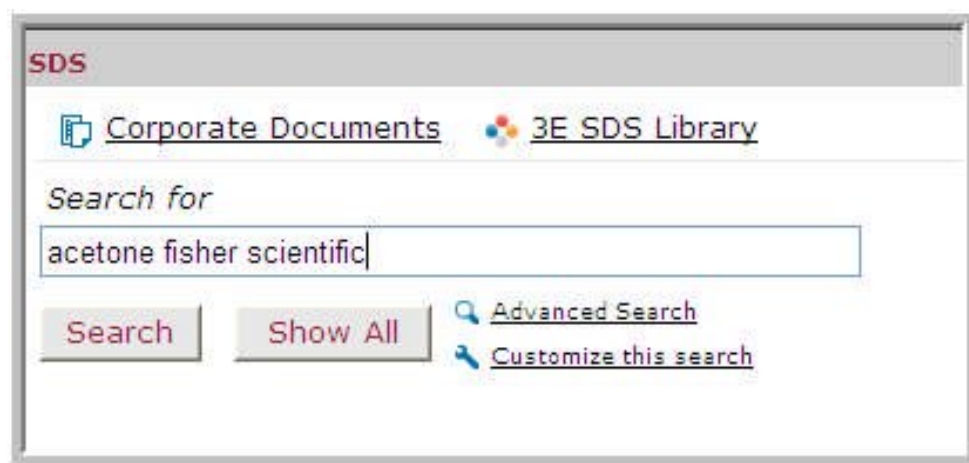 SDS
Corporate Documents 3E SDS Library
Search for
acetone fisher scientific
Search Show All Advanced Search
Customize this search